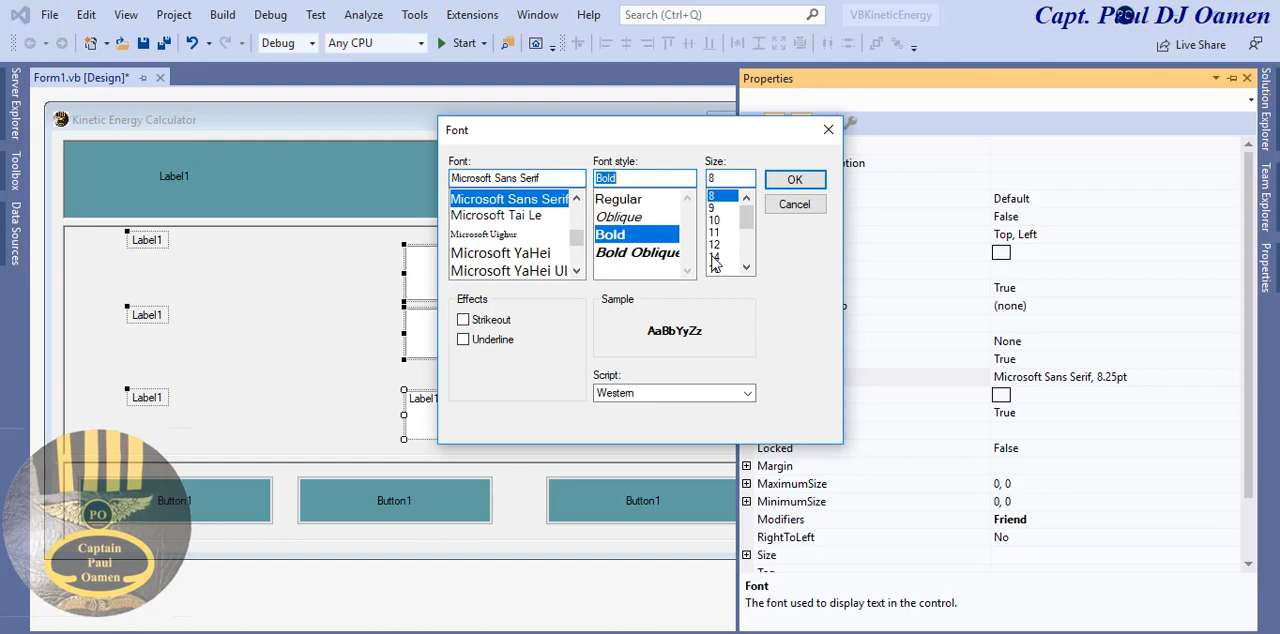 File Edit View Project Build Debug Test Analyze Tools Extensions Window Help Search (Ctrl+Q) VBKineticEnergy
Capt. Paul DJ Oamen
Debug Any CPU Start Live Share
Form1.vb [Design]* Properties
Server Explorer
Toolbox
Data Sources
Solution Explorer
Team Explorer
Properties
Kinetic Energy Calculator
Label1
Label1
Label1
Label1
Label1
Button1 Button1 Button1
PO
Captain
Paul
Oamen
Font
Font: Font style: Size:
Microsoft Sans Serif Bold 8 OK
Microsoft Sans Serif Regular 8 Cancel
Microsoft Tai Le Oblique 9
Microsoft Uighur Bold 10
Microsoft YaHei Bold Oblique 11
Microsoft YaHei UI 12
14
Effects Sample
Strikeout AaBbYyZz
Underline
Script:
Western
Default
False
Top, Left
True
(none)
None
True
Microsoft Sans Serif, 8.25pt
True
Locked False
Margin
MaximumSize 0, 0
MinimumSize 0, 0
Modifiers Friend
RightToLeft No
Size
Font
The font used to display text in the control.